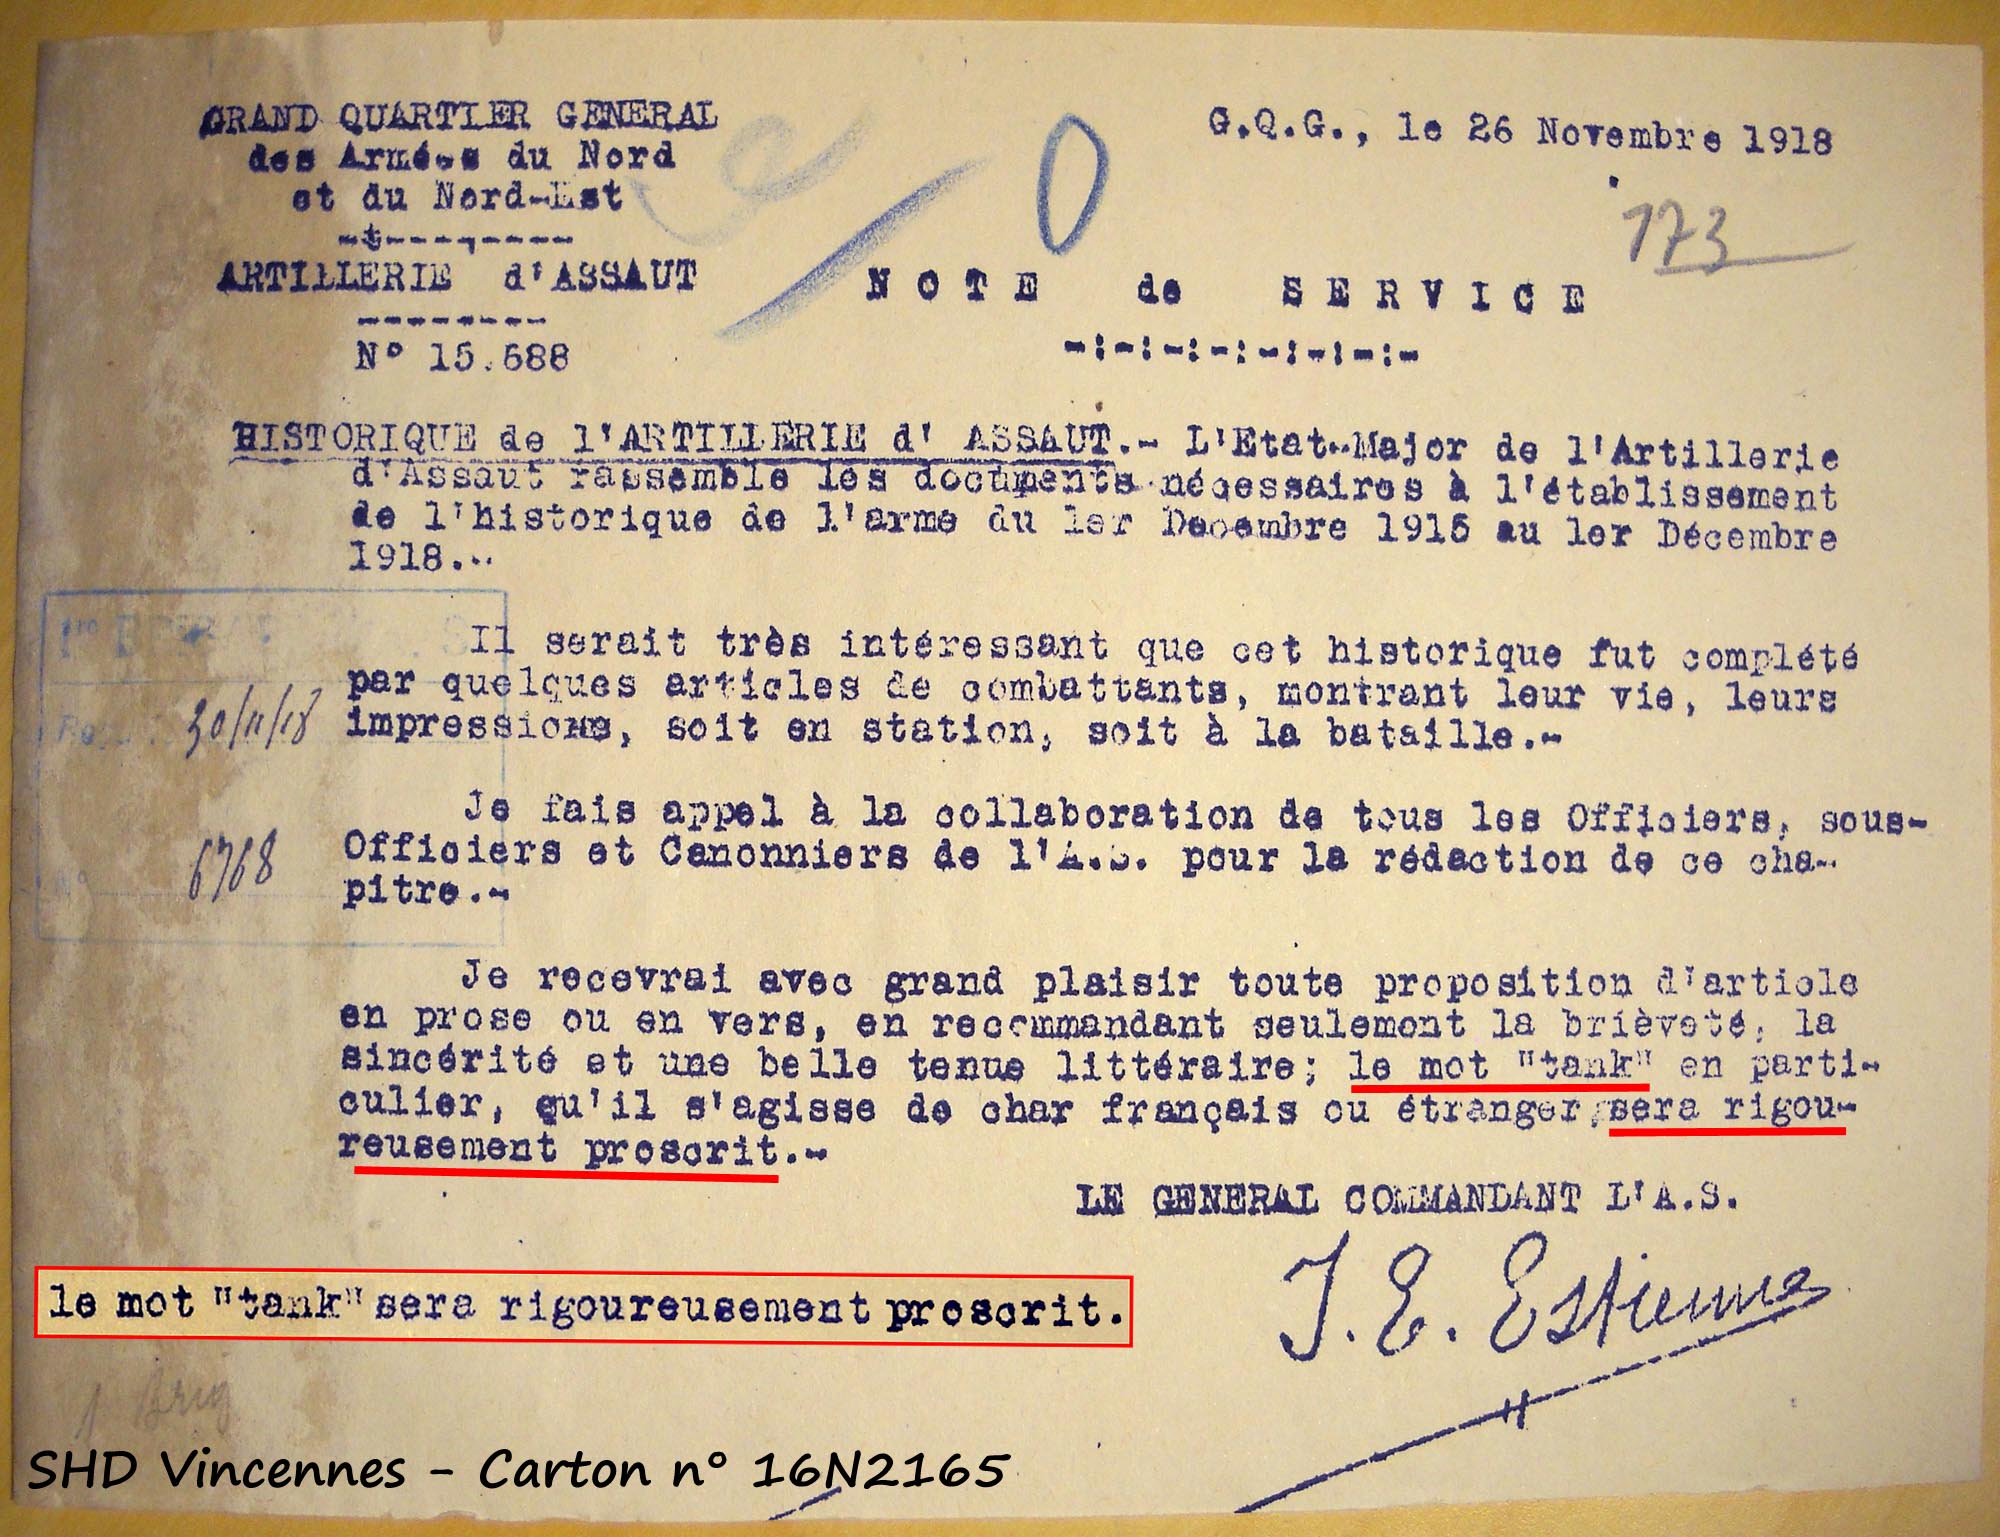 GRAND QUARTIER GENERAL
des Armées du Nord
et du Nord-Est
ARTILLERIE d'ASSAUT
N° 15.688
G.Q.G., le 26 Novembre 1918
173
NOTE de SERVICE
-:-:-:-:-:-:-:-
HISTORIQUE de l'ARTILLERIE d' ASSAUT.- L'Etat-Major de l'Artillerie
d'Assaut rassemble les documents nécessaires à l'établissement
de l'historique de l'arme du 1er Decembre 1915 au 1er Décembre
1918.-
Il serait très intéressant que cet historique fut complété
par quelques articles de combattants, montrant leur vie, leurs
impressions, soit en station, soit à la bataille.-
30/11/18
Je fais appel à la collaboration de tous les Officiers, sous-
Officiers et Canonniers de l'A.S. pour la rédaction de ce cha-
pitre.-
N° 6768
Je recevrai avec grand plaisir toute proposition d'article
en prose ou en vers, en recommandant seulement la brièveté, la
sincérité et une belle tenue littéraire; le mot "tank" en parti-
culier, qu'il s'agisse de char français ou étranger, sera rigou-
reusement proscrit.-
LE GENERAL COMMANDANT L'A.S.
J. E. Estienne
le mot "tank" sera rigoureusement proscrit.
SHD Vincennes - Carton n° 16N2165